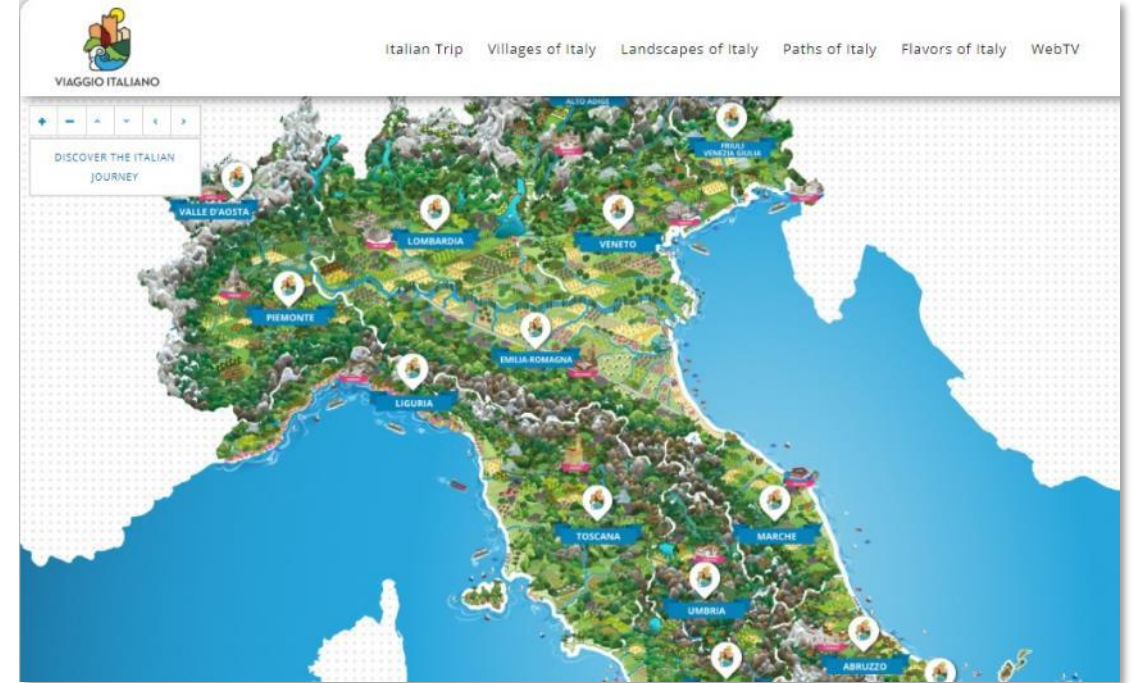 VIAGGIO ITALIANO
Italian Trip
Villages of Italy
Landscapes of Italy
Paths of Italy
Flavors of Italy
WebTV
DISCOVER THE ITALIAN
JOURNEY
ALTO ADIGE
FRIULI
VENEZIA GIULIA
VALLE D'AOSTA
LOMBARDIA
VENETO
PIEMONTE
EMILIA-ROMAGNA
LIGURIA
TOSCANA
MARCHE
UMBRIA
ABRUZZO